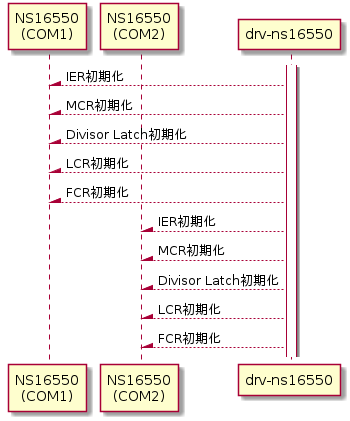 NS16550
(COM1)
NS16550
(COM2)
drv-ns16550
IER初期化
MCR初期化
Divisor Latch初期化
LCR初期化
FCR初期化
IER初期化
MCR初期化
Divisor Latch初期化
LCR初期化
FCR初期化
NS16550
(COM1)
NS16550
(COM2)
drv-ns16550